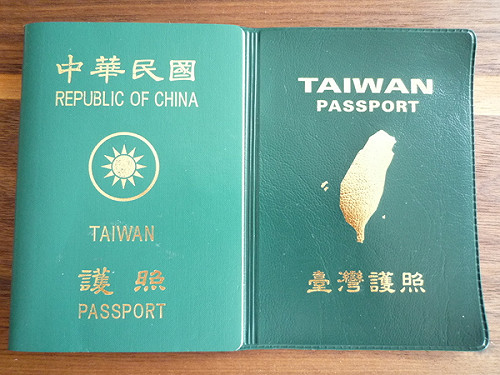 中華民國
REPUBLIC OF CHINA
TAIWAN
護照
PASSPORT
TAIWAN
PASSPORT
臺灣護照